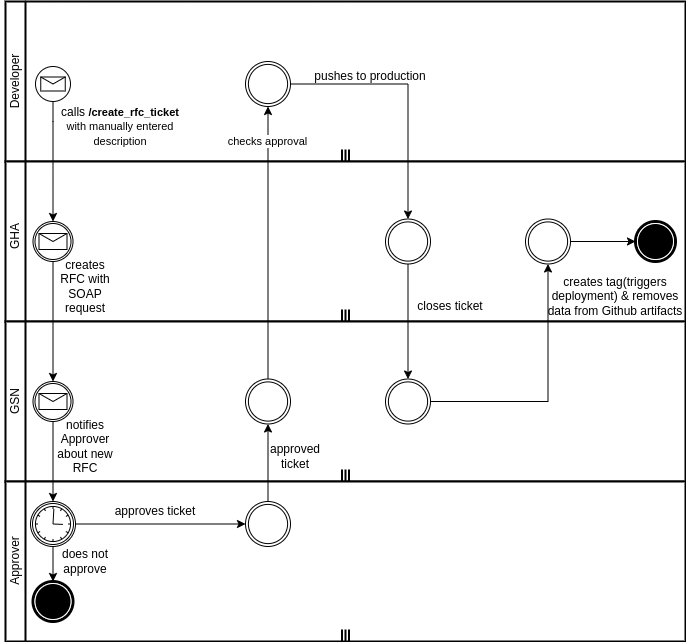 Developer
calls /create_rfc_ticket
with manually entered
description
pushes to production
checks approval
GHA
creates
RFC with
SOAP
request
closes ticket
creates tag(triggers
deployment) & removes
data from Github artifacts
GSN
notifies
Approver
about new
RFC
approved
ticket
Approver
approves ticket
does not
approve